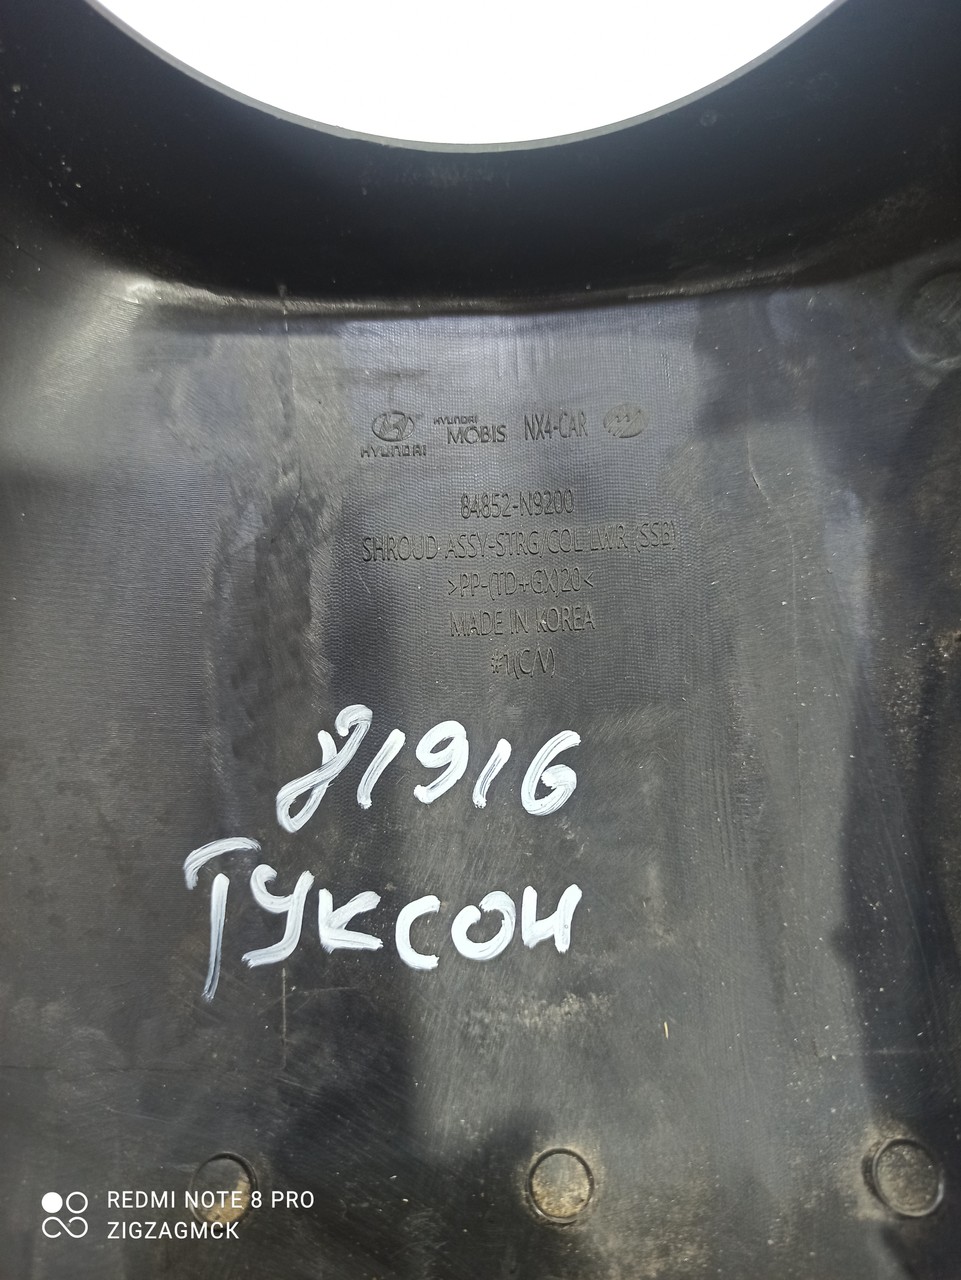 HYUNDAI HYUNDAI MOBIS NX4-CAR
84852-N9200
SHROUD ASSY-STRG/COL LWR (SSB)
>PP-(TD+GX)20<
MADE IN KOREA
#1(C/V)
81916
Туксон
REDMI NOTE 8 PRO
ZIGZAGMCK